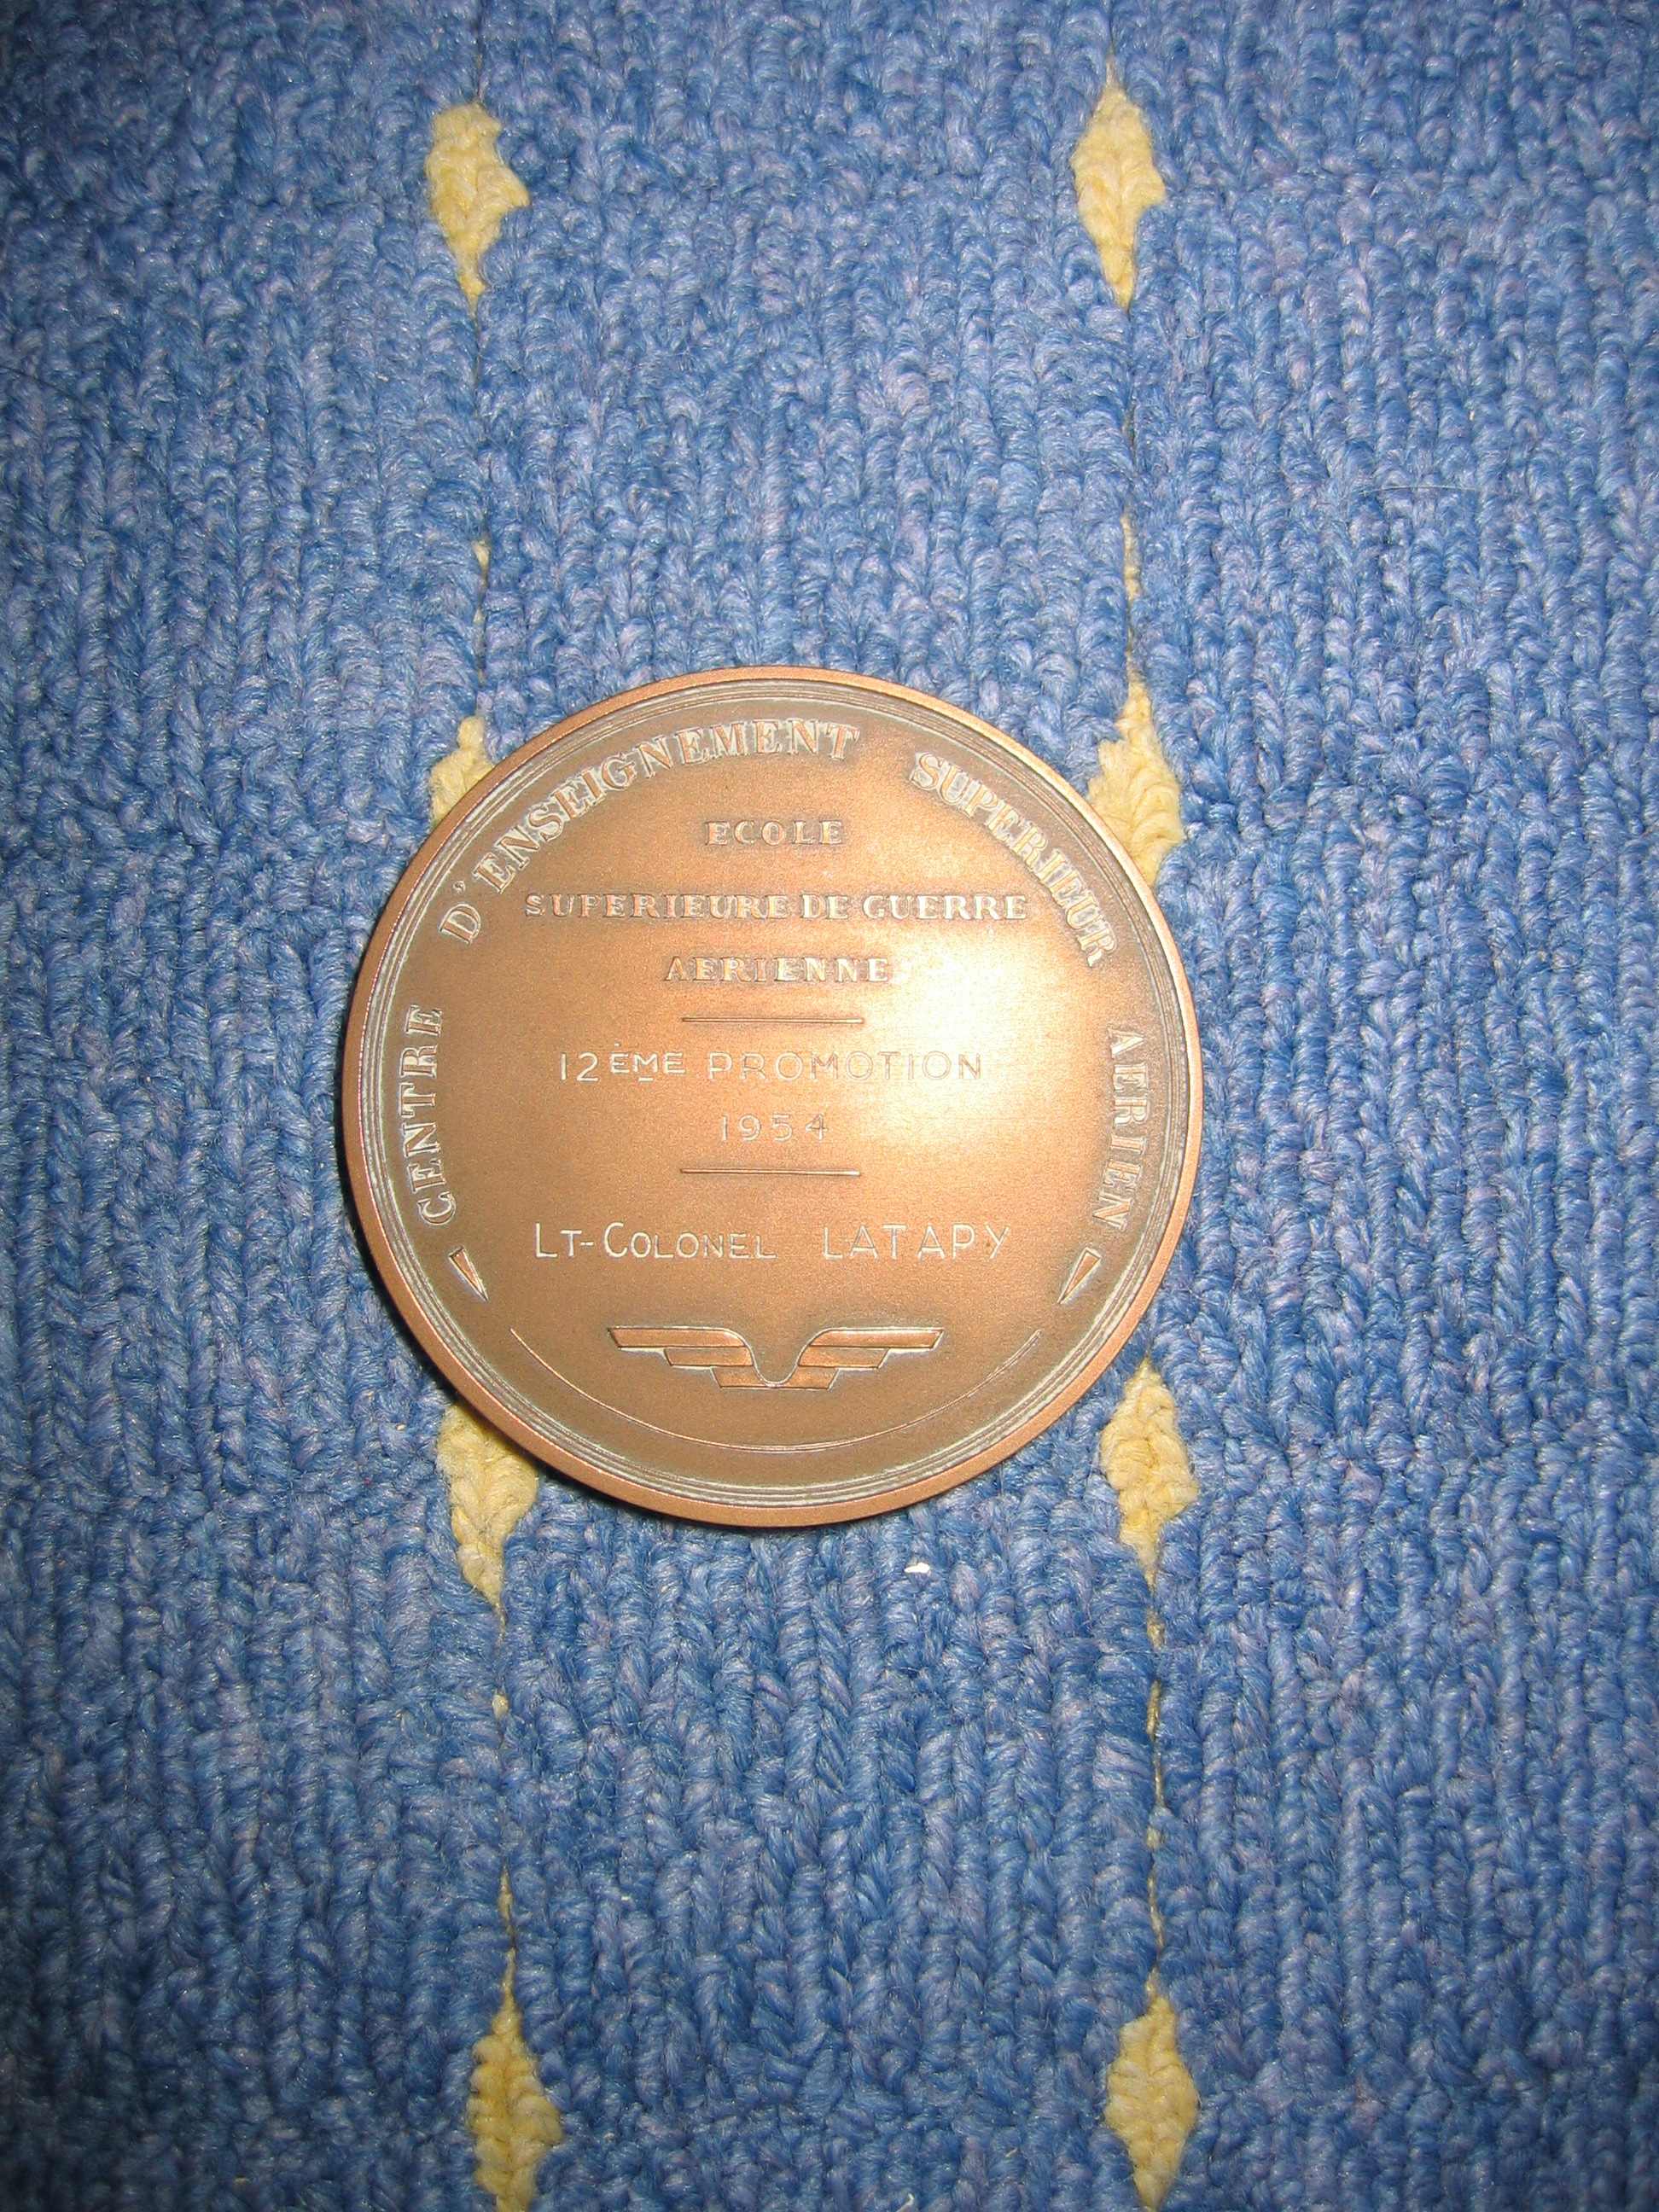 CENTRE D'ENSEIGNEMENT SUPERIEUR AERIEN
ECOLE
SUPERIEURE DE GUERRE
AERIENNE
12ÈME PROMOTION
1954
LT-COLONEL LATAPY